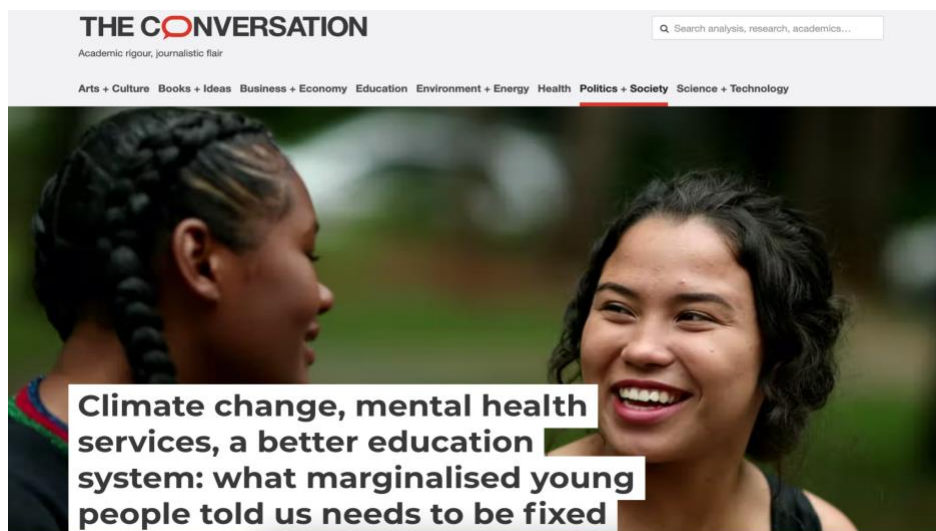 THE CONVERSATION
Search analysis, research, academics...
Academic rigour, journalistic flair
Arts + Culture Books + Ideas Business + Economy Education Environment + Energy Health Politics + Society Science + Technology
Climate change, mental health
services, a better education
system: what marginalised young
people told us needs to be fixed